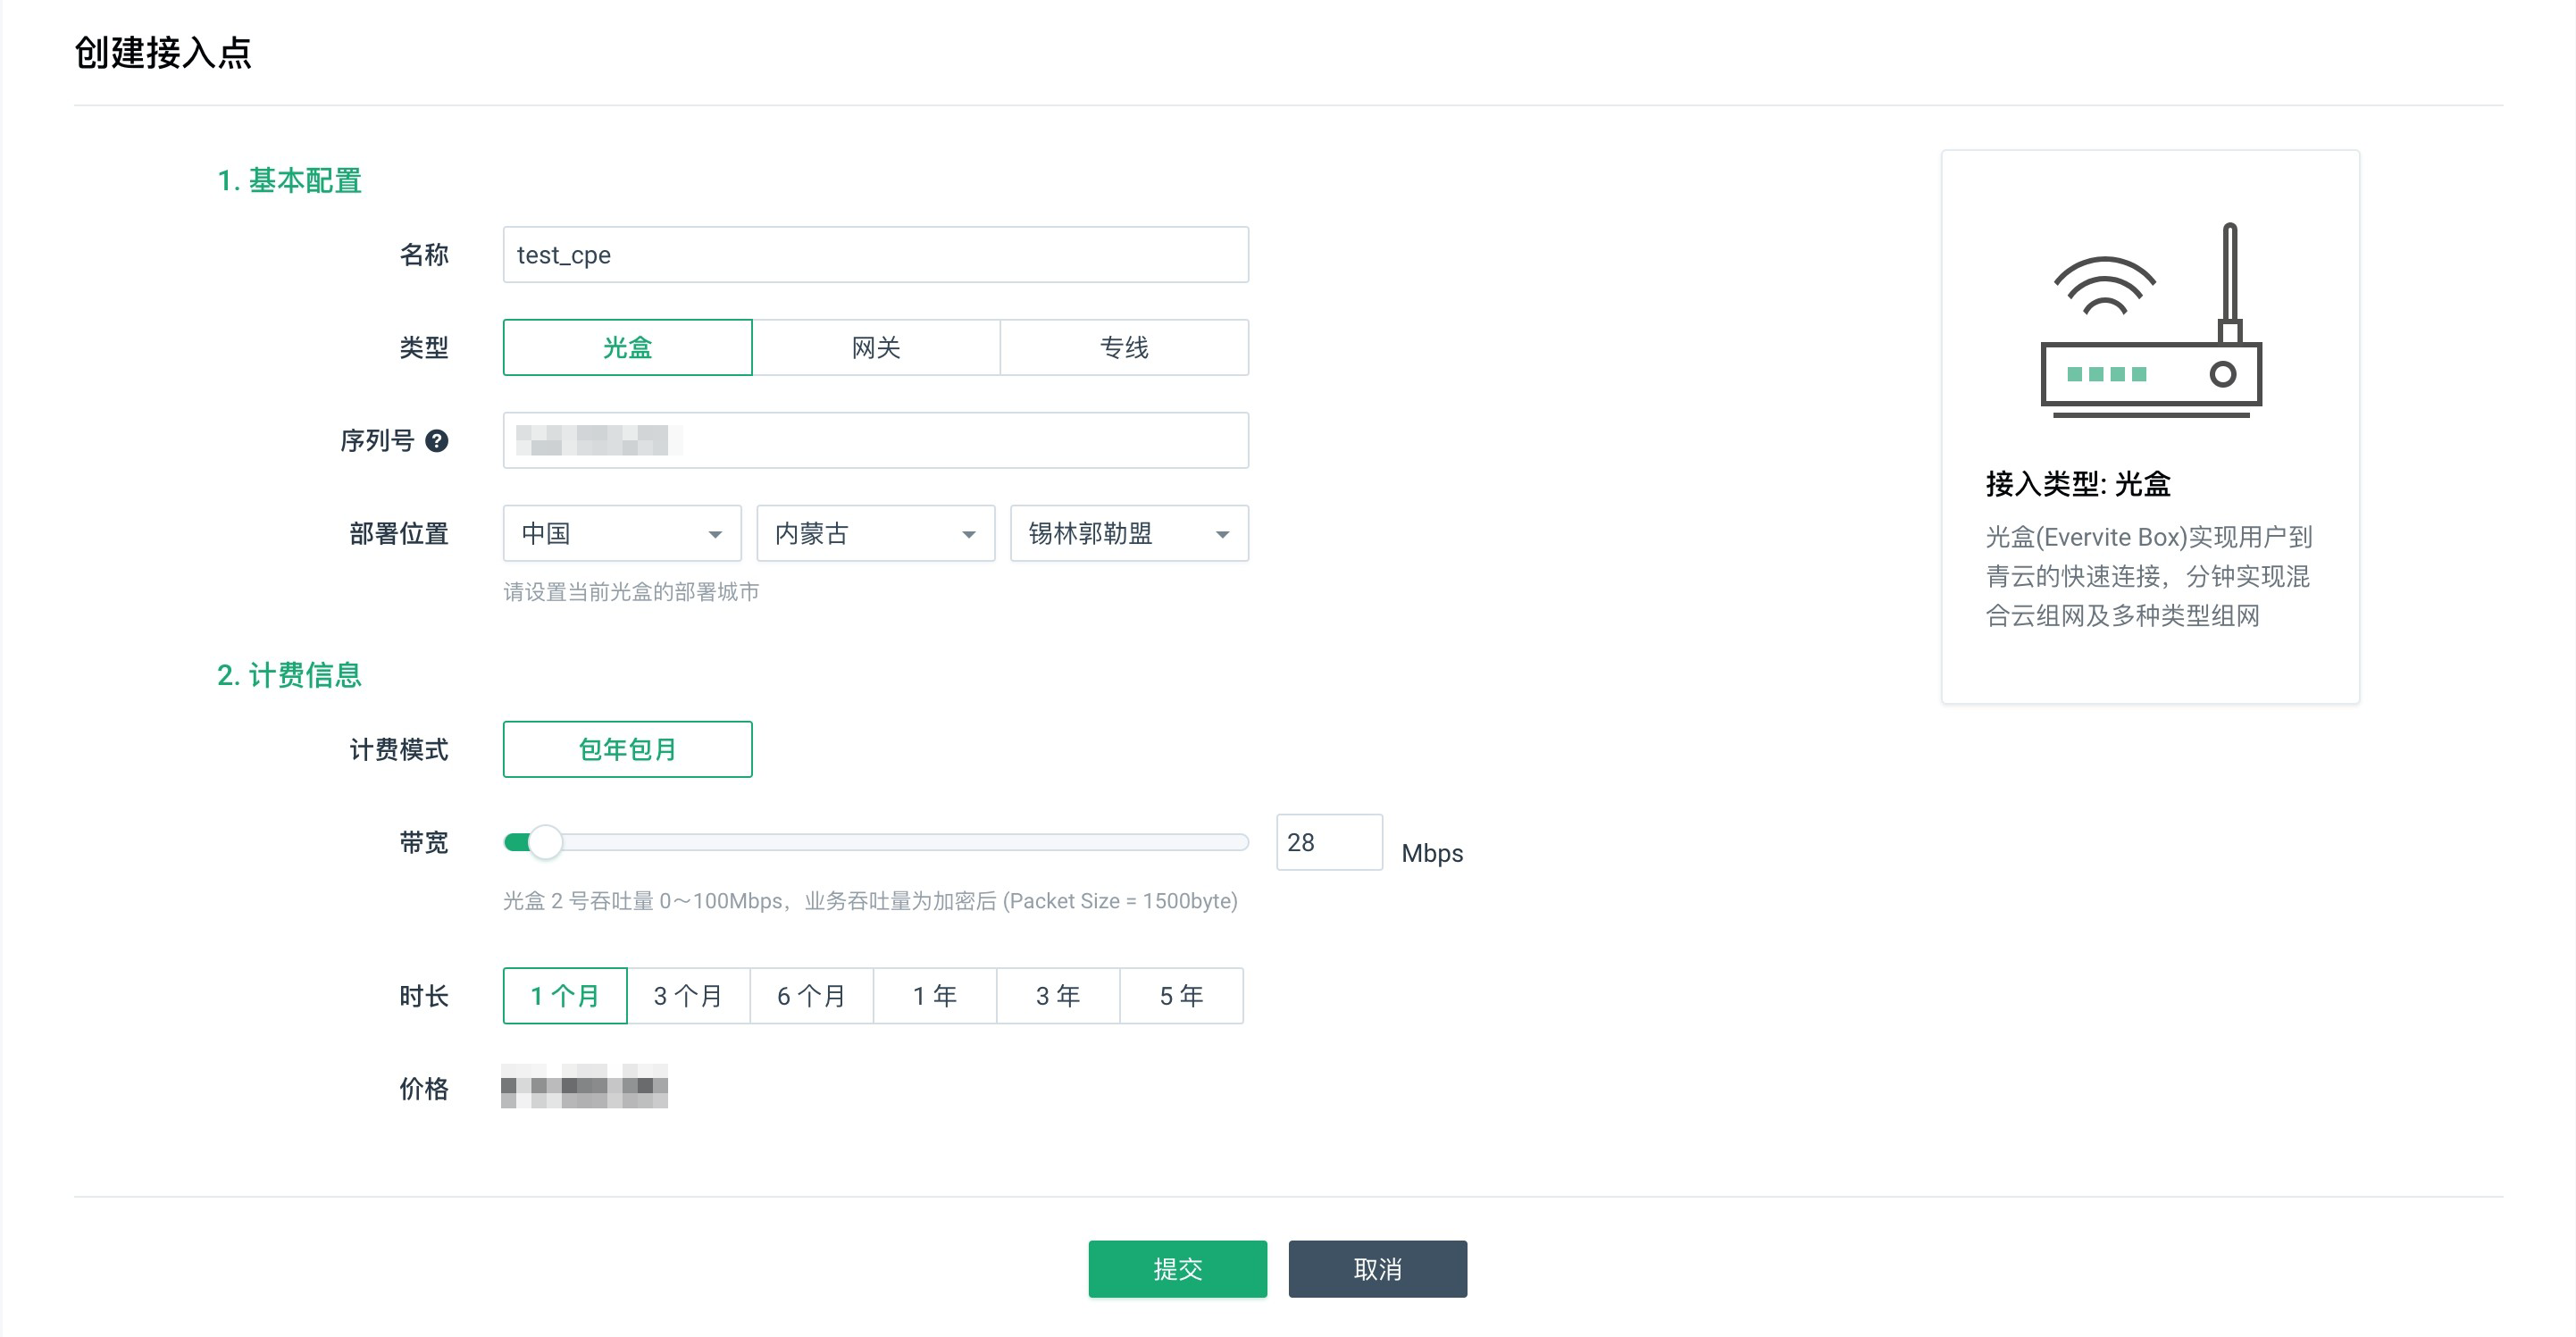 创建接入点
1. 基本配置
名称
test_cpe
类型
光盒
网关
专线
序列号
部署位置
中国
内蒙古
锡林郭勒盟
请设置当前光盒的部署城市
接入类型: 光盒
光盒(Evervite Box)实现用户到
青云的快速连接，分钟实现混
合云组网及多种类型组网
2. 计费信息
计费模式
包年包月
带宽
28
Mbps
光盒 2 号吞吐量 0～100Mbps，业务吞吐量为加密后 (Packet Size = 1500byte)
时长
1 个月
3 个月
6 个月
1 年
3 年
5 年
价格
提交
取消